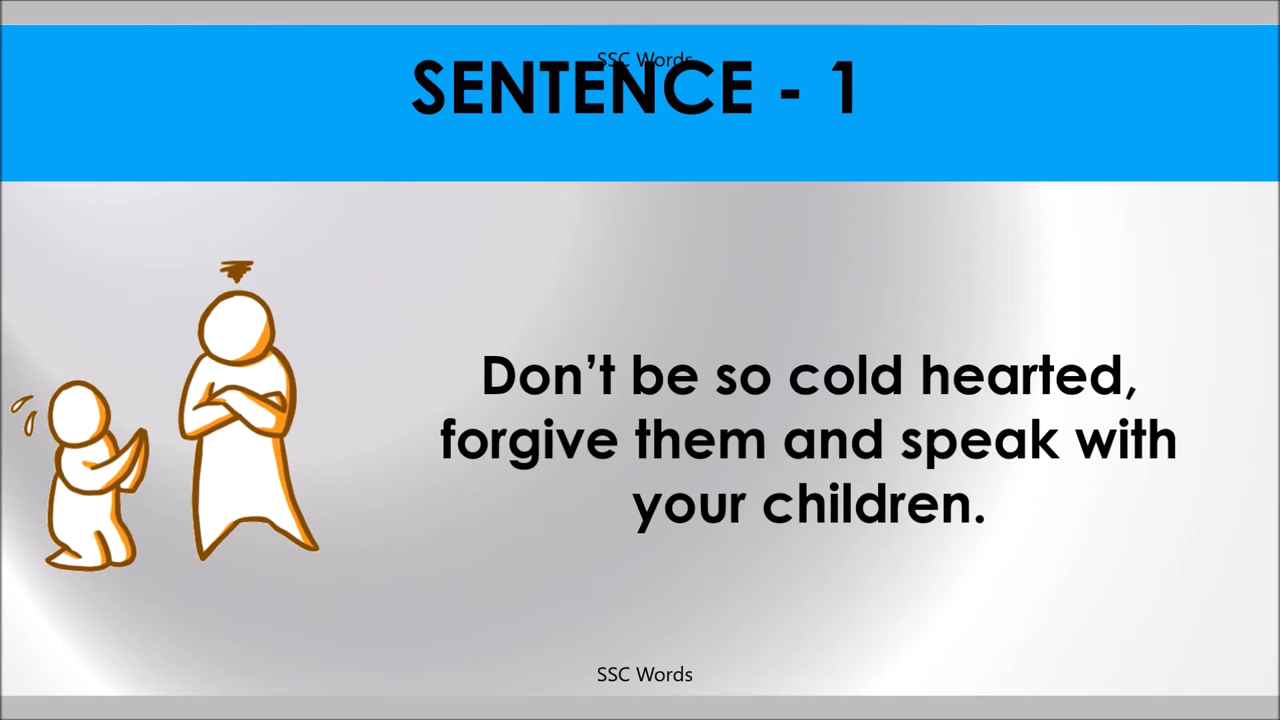 SSC Words
SENTENCE - 1
Don't be so cold hearted,
forgive them and speak with
your children.
SSC Words